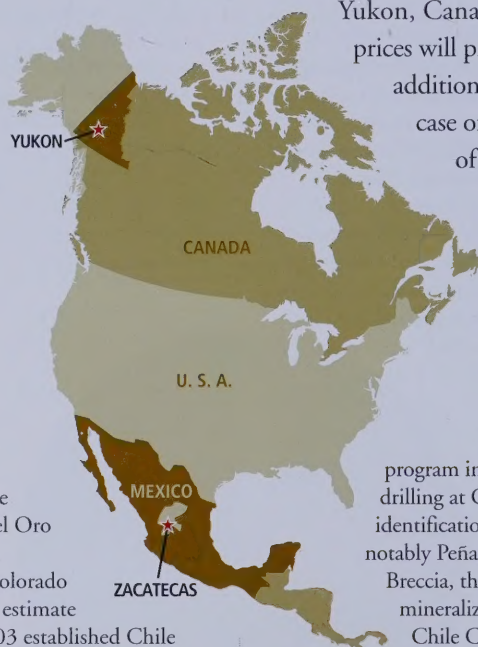 Yukon, Cana
prices will p
addition
case o
of
YUKON
CANADA
U. S. A.
MEXICO
ZACATECAS
e
el Oro
olorado
estimate
03 established Chile
program in
drilling at C
identification
notably Peña
Breccia, th
mineraliz
Chile C